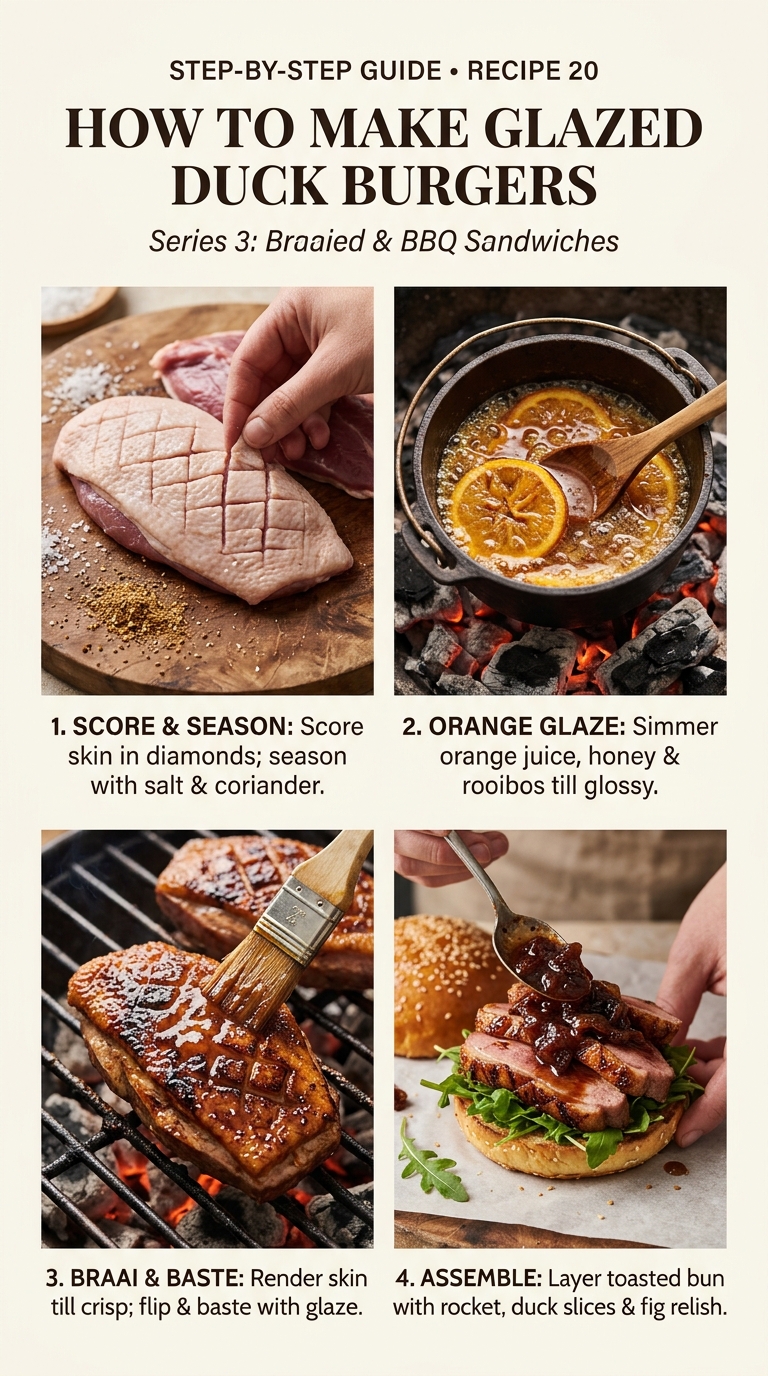 STEP-BY-STEP GUIDE • RECIPE 20
HOW TO MAKE GLAZED
DUCK BURGERS
Series 3: Braaied & BBQ Sandwiches
1. SCORE & SEASON: Score
skin in diamonds; season
with salt & coriander.
2. ORANGE GLAZE: Simmer
orange juice, honey &
rooibos till glossy.
3. BRAAI & BASTE: Render skin
till crisp; flip & baste with glaze.
4. ASSEMBLE: Layer toasted bun
with rocket, duck slices & fig relish.